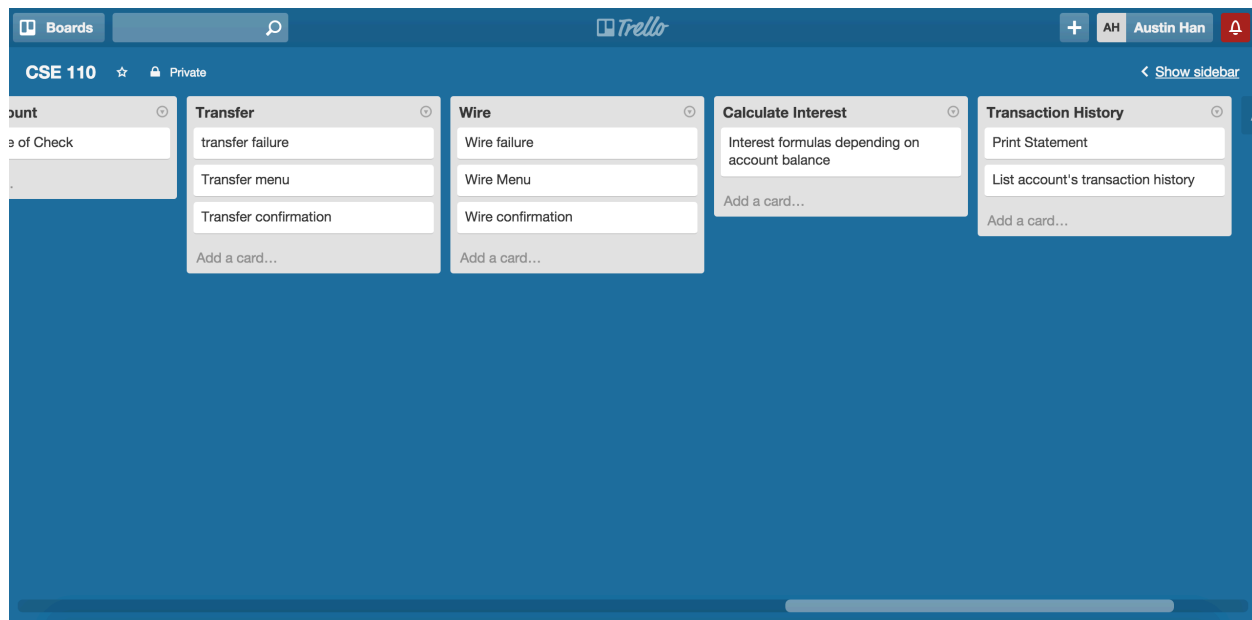 Boards
Trello
+
AH
Austin Han
CSE 110
Private
< Show sidebar
ount
e of Check
Transfer
transfer failure
Transfer menu
Transfer confirmation
Add a card...
Wire
Wire failure
Wire Menu
Wire confirmation
Add a card...
Calculate Interest
Interest formulas depending on
account balance
Add a card...
Transaction History
Print Statement
List account's transaction history
Add a card...